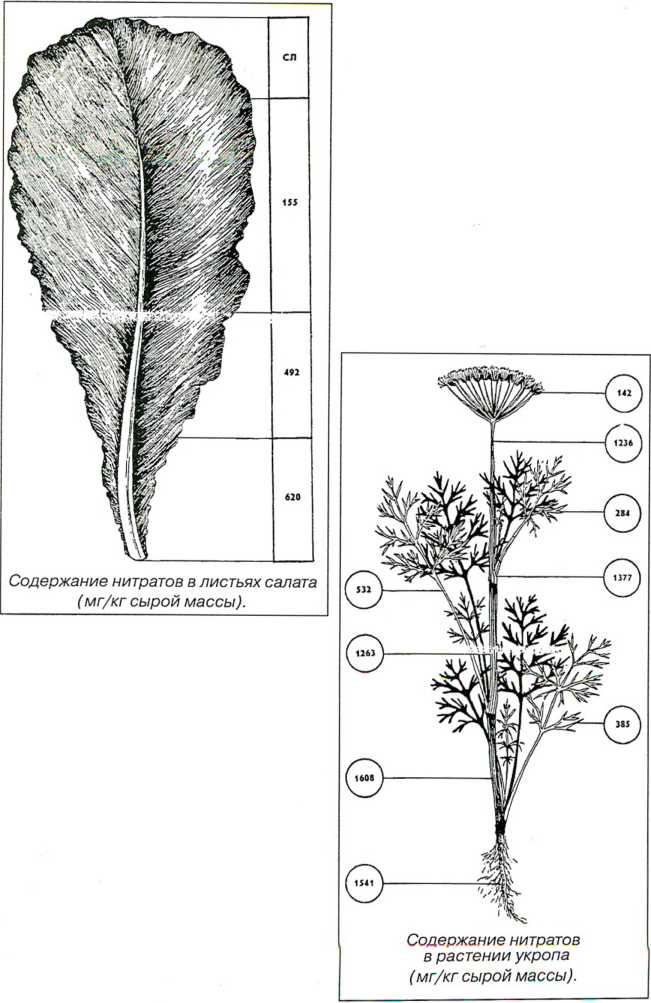 СЛ
155
492
620
Содержание нитратов в листьях салата
(мг/кг сырой массы).
142
1236
284
1377
532
1263
385
1608
1541
Содержание нитратов
в растении укропа
(мг/кг сырой массы).